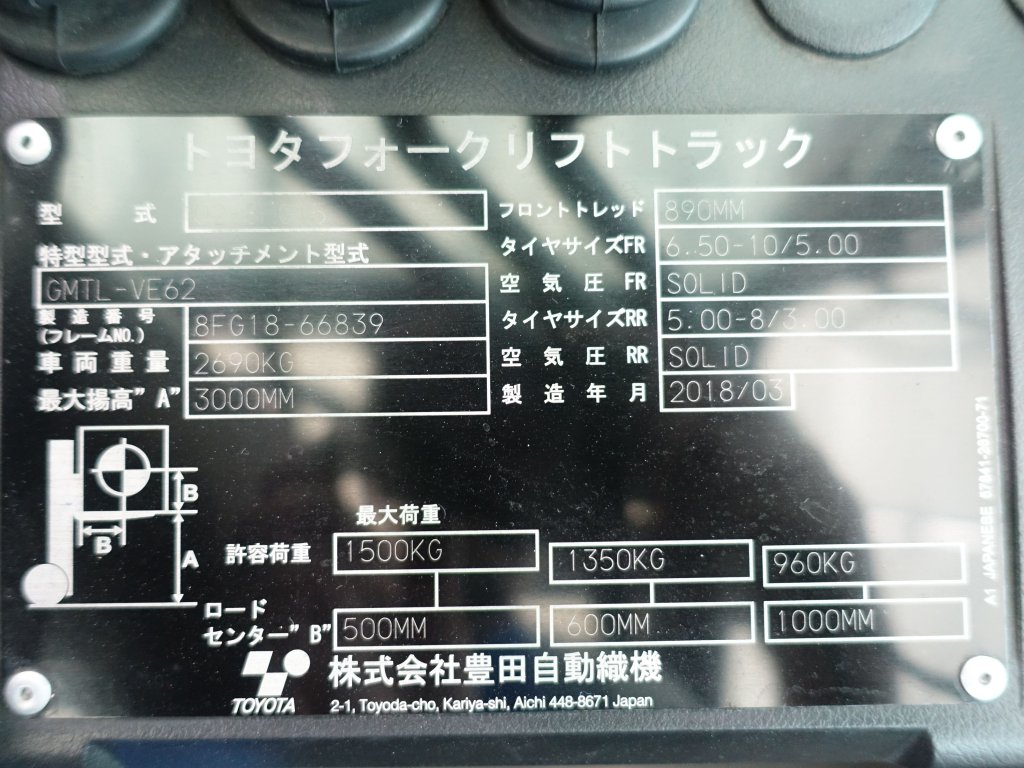 トヨタフォークリフトトラック
型式
特型型式・アタッチメント型式
GMTL-VE62
製造番号 8FG18-66839
(フレームNO.)
車両重量 2690KG
最大揚高"A" 3000MM
フロントトレッド 890MM
タイヤサイズFR 6.50-10/5.00
空気圧 FR SOLID
タイヤサイズRR 5.00-8/3.00
空気圧 RR SOLID
製造年月 2018/03
B
B
A
最大荷重
許容荷重 1500KG 1350KG 960KG
ロード
センター"B" 500MM 600MM 1000MM
TOYOTA
株式会社豊田自動織機
2-1, Toyoda-cho, Kariya-shi, Aichi 448-8671 Japan
A1 JAPANESE